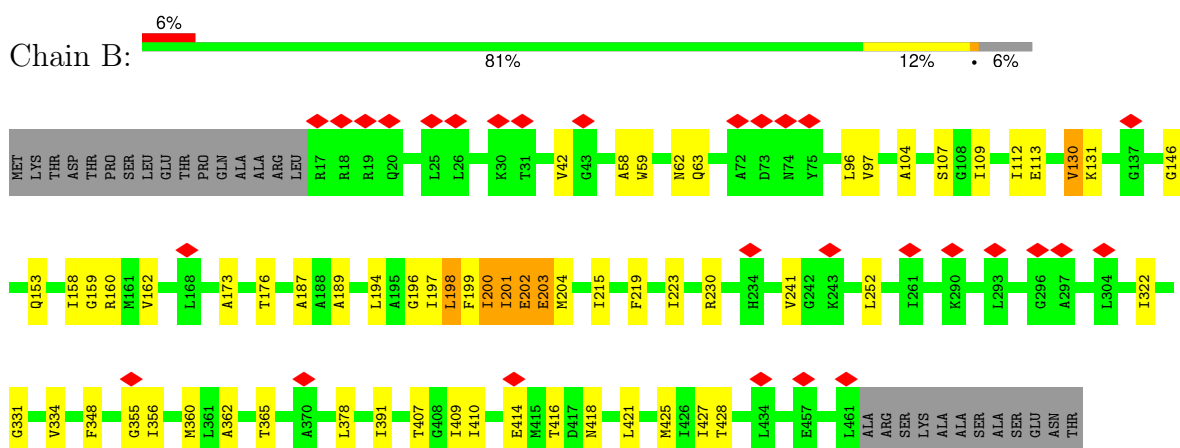 6%
Chain B:
81% 12% • 6%
MET LYS THR ASP THR PRO SER LEU GLU THR PRO GLN ALA ALA ARG LEU R17 R18 R19 Q20 L25 L26 K30 T31 V42 G43 A58 W59 N62 Q63 A72 D73 N74 Y75 L96 V97 A104 S107 G108 I109 I112 E113 V130 K131 G137 G146
Q153 I158 G159 R160 M161 V162 L168 A173 T176 A187 A188 A189 L194 A195 G196 I197 L198 F199 I200 I201 E202 E203 M204 I215 F219 I223 R230 H234 V241 G242 K243 L252 I261 K290 L293 G296 A297 L304 I322
G331 V334 F348 G355 I356 M360 L361 A362 T365 A370 L378 I391 T407 G408 I409 I410 E414 M415 T416 D417 N418 L421 M425 I426 I427 T428 L434 E457 L461 ALA ARG SER LYS ALA ALA SER ALA SER GLU ASN THR